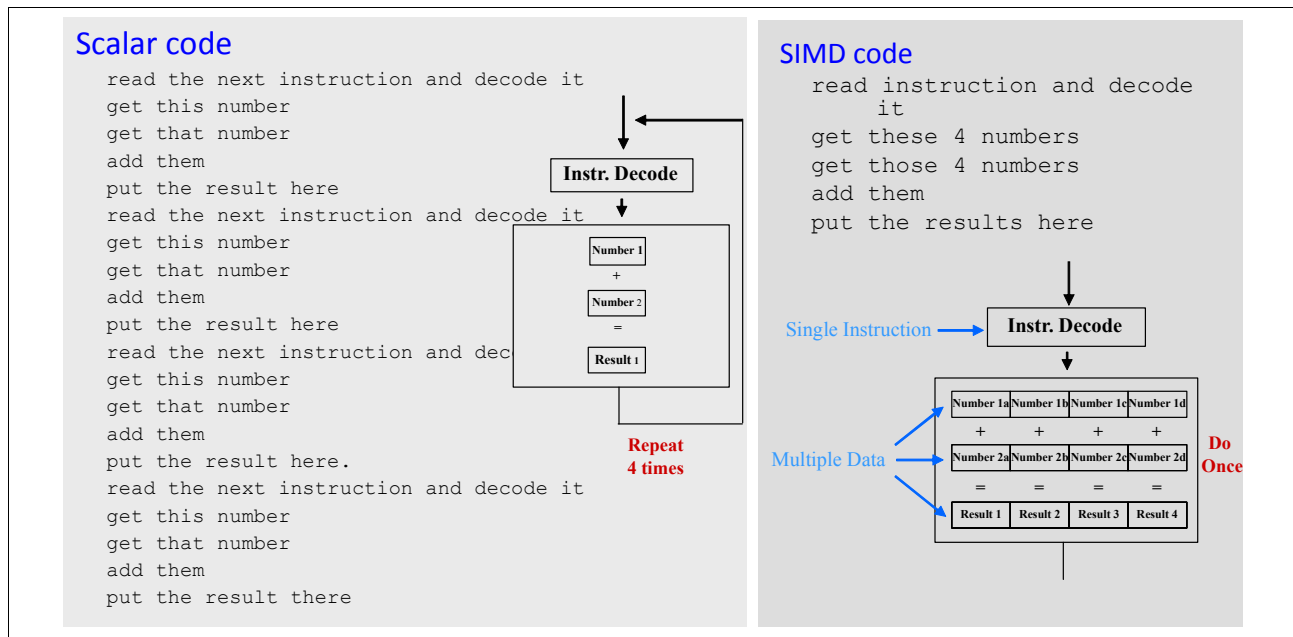 Scalar code
read the next instruction and decode it
get this number
get that number
add them
put the result here
read the next instruction and decode it
get this number
get that number
add them
put the result here
read the next instruction and dec
get this number
get that number
add them
put the result here.
read the next instruction and decode it
get this number
get that number
add them
put the result there
Instr. Decode
Number 1
+
Number 2
=
Result 1
Repeat
4 times
SIMD code
read instruction and decode
it
get these 4 numbers
get those 4 numbers
add them
put the results here
Single Instruction
Instr. Decode
Multiple Data
Number 1a Number 1b Number 1c Number 1d
+ + + +
Number 2a Number 2b Number 2c Number 2d
= = = =
Result 1 Result 2 Result 3 Result 4
Do
Once